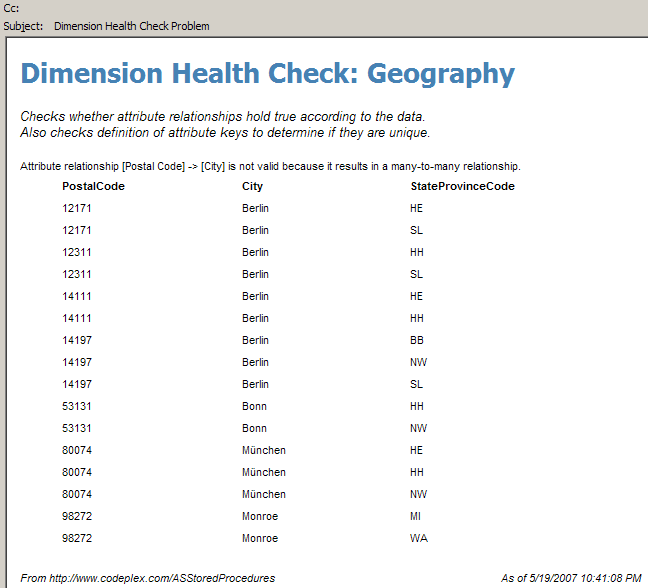 Cc:
Subject: Dimension Health Check Problem
Dimension Health Check: Geography
Checks whether attribute relationships hold true according to the data.
Also checks definition of attribute keys to determine if they are unique.
Attribute relationship [Postal Code] -> [City] is not valid because it results in a many-to-many relationship.
PostalCode City StateProvinceCode
12171 Berlin HE
12171 Berlin SL
12311 Berlin HH
12311 Berlin SL
14111 Berlin HE
14111 Berlin HH
14197 Berlin BB
14197 Berlin NW
14197 Berlin SL
53131 Bonn HH
53131 Bonn NW
80074 München HE
80074 München HH
80074 München NW
98272 Monroe MI
98272 Monroe WA
From http://www.codeplex.com/ASStoredProcedures As of 5/19/2007 10:41:08 PM